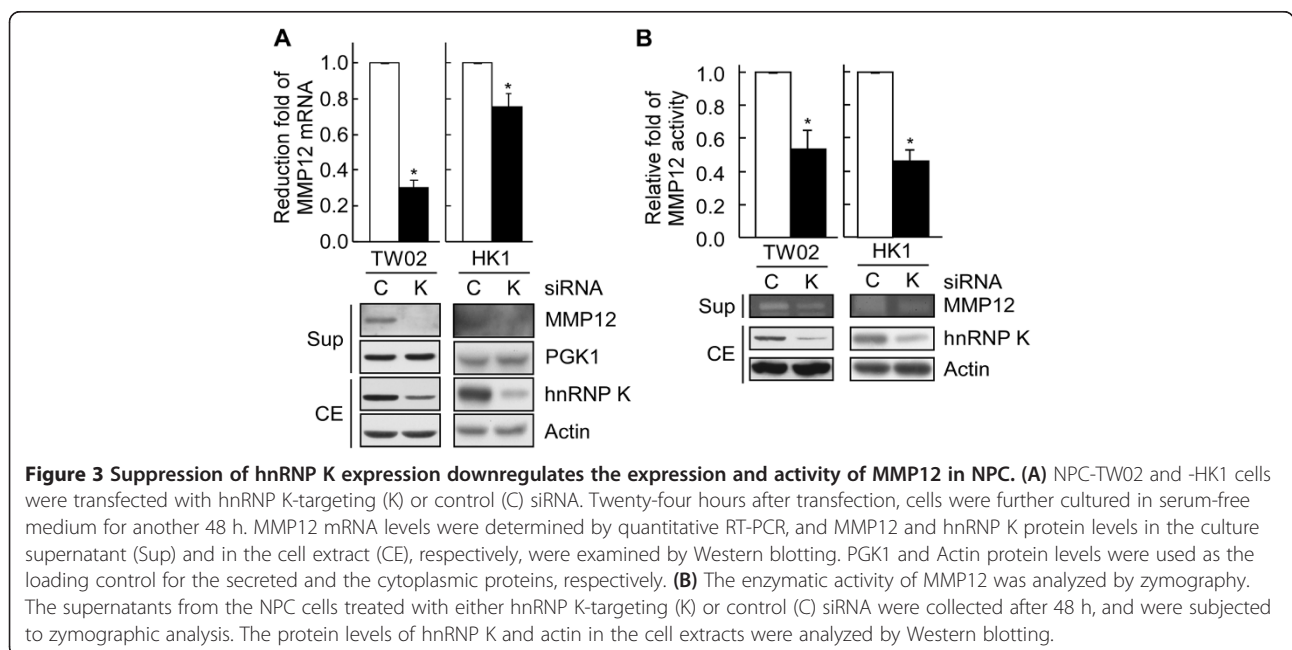 A
B
Reduction fold of
MMP12 mRNA
1.0
0.8
0.6
0.4
0.2
0.0
*
*
TW02
HK1
C K C K siRNA
Sup
MMP12
PGK1
CE
hnRNP K
Actin
Relative fold of
MMP12 activity
1.0
0.8
0.6
0.4
0.2
0.0
*
*
TW02
HK1
C K C K siRNA
Sup
MMP12
CE
hnRNP K
Actin
Figure 3 Suppression of hnRNP K expression downregulates the expression and activity of MMP12 in NPC. (A) NPC-TW02 and -HK1 cells
were transfected with hnRNP K-targeting (K) or control (C) siRNA. Twenty-four hours after transfection, cells were further cultured in serum-free
medium for another 48 h. MMP12 mRNA levels were determined by quantitative RT-PCR, and MMP12 and hnRNP K protein levels in the culture
supernatant (Sup) and in the cell extract (CE), respectively, were examined by Western blotting. PGK1 and Actin protein levels were used as the
loading control for the secreted and the cytoplasmic proteins, respectively. (B) The enzymatic activity of MMP12 was analyzed by zymography.
The supernatants from the NPC cells treated with either hnRNP K-targeting (K) or control (C) siRNA were collected after 48 h, and were subjected
to zymographic analysis. The protein levels of hnRNP K and actin in the cell extracts were analyzed by Western blotting.